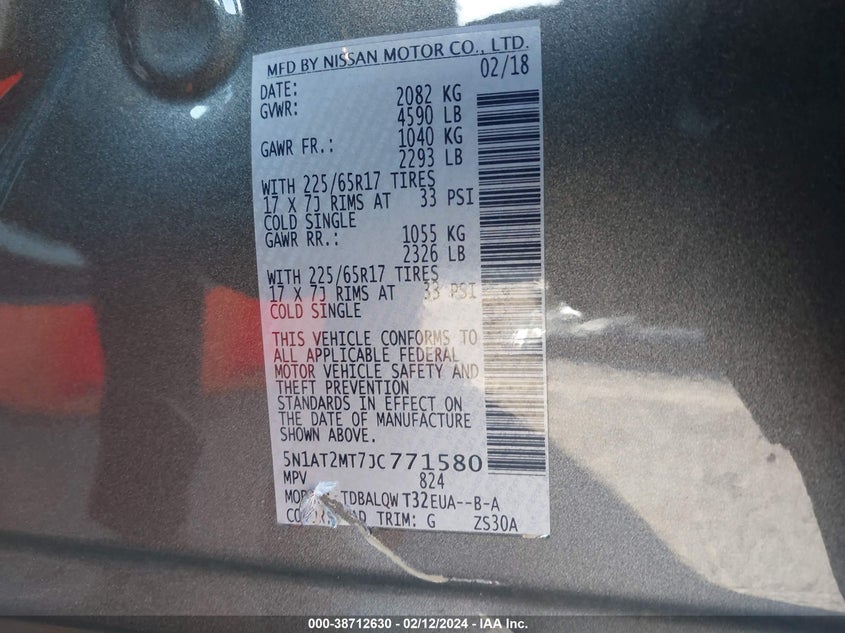 MFD BY NISSAN MOTOR CO., LTD.
DATE: 02/18
GVWR: 2082 KG
4590 LB
GAWR FR.: 1040 KG
2293 LB
WITH 225/65R17 TIRES
17 X 7J RIMS AT 33 PSI
COLD SINGLE
GAWR RR.: 1055 KG
2326 LB
WITH 225/65R17 TIRES
17 X 7J RIMS AT 33 PSI
COLD SINGLE
THIS VEHICLE CONFORMS TO
ALL APPLICABLE FEDERAL
MOTOR VEHICLE SAFETY AND
THEFT PREVENTION
STANDARDS IN EFFECT ON
THE DATE OF MANUFACTURE
SHOWN ABOVE.
5N1AT2MT7JC771580
MPV 824
TDBALQW T32EUA--B-A
TRIM: G ZS30A
000-38712630 - 02/12/2024 - IAA Inc.